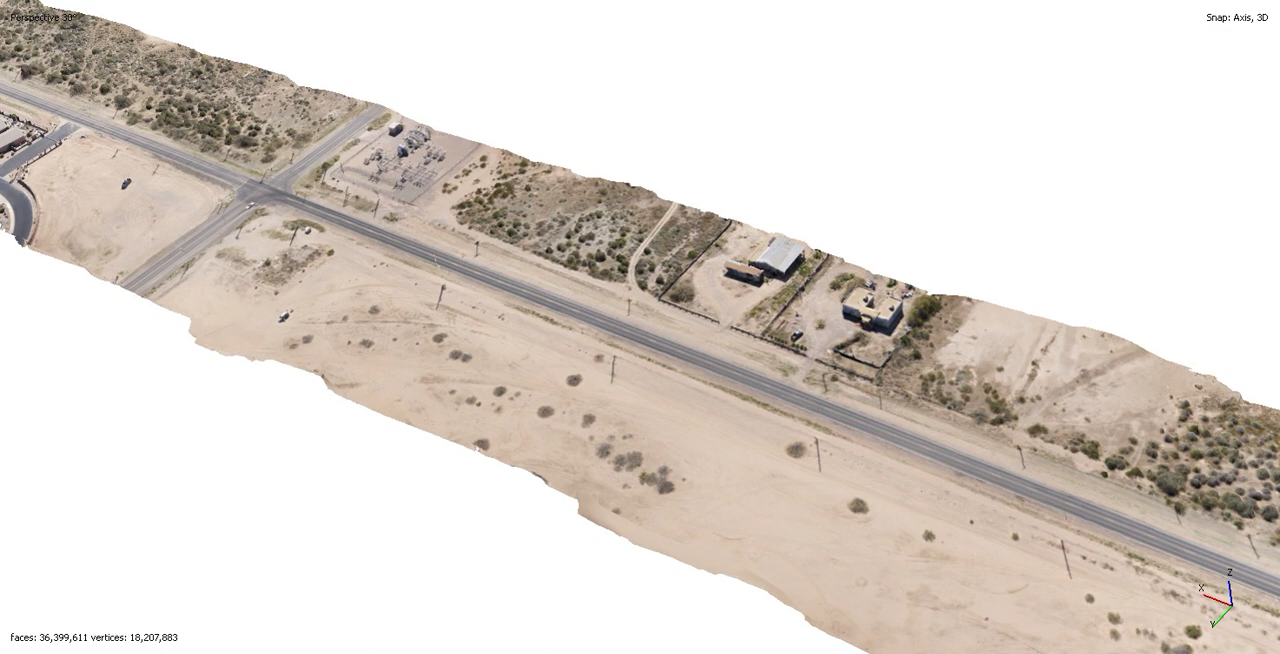 Perspective 30°
Snap: Axis, 3D
Z
X
Y
faces: 36,399,611 vertices: 18,207,883